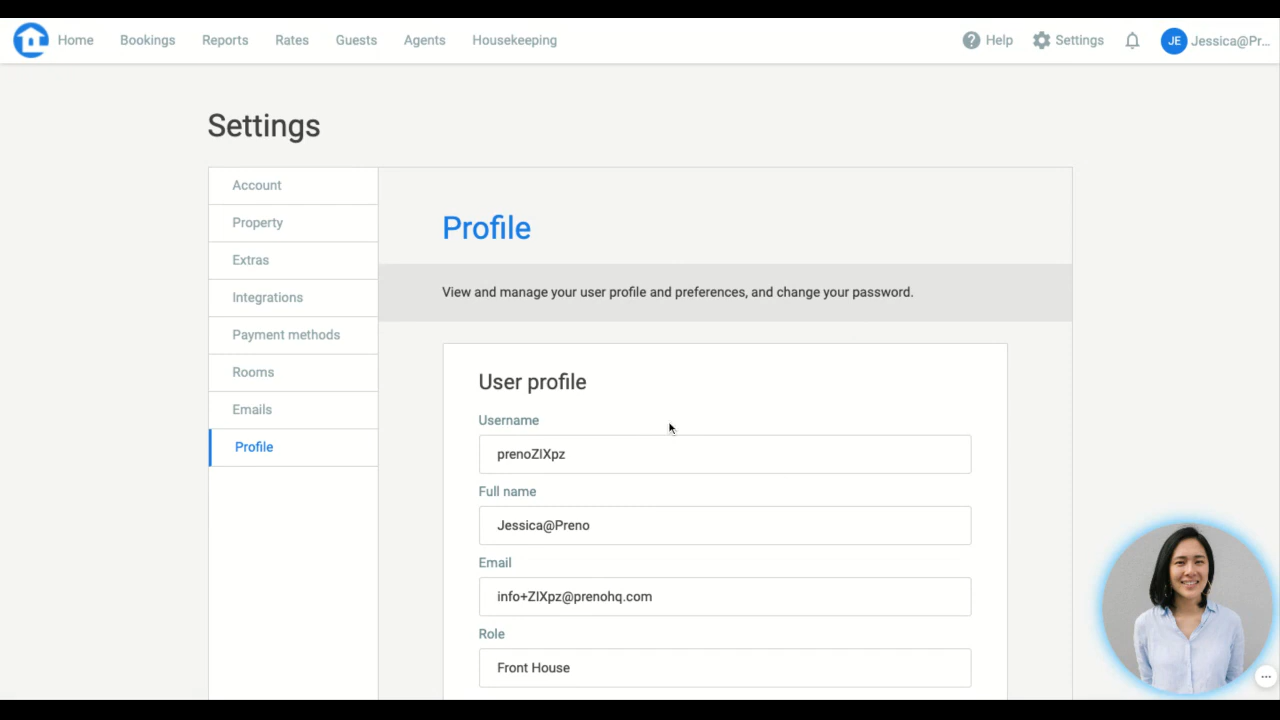 Home Bookings Reports Rates Guests Agents Housekeeping Help Settings JE Jessica@Pr...
Settings
Account
Property
Extras
Integrations
Payment methods
Rooms
Emails
Profile
Profile
View and manage your user profile and preferences, and change your password.
User profile
Username
prenoZIXpz
Full name
Jessica@Preno
Email
info+ZIXpz@prenohq.com
Role
Front House